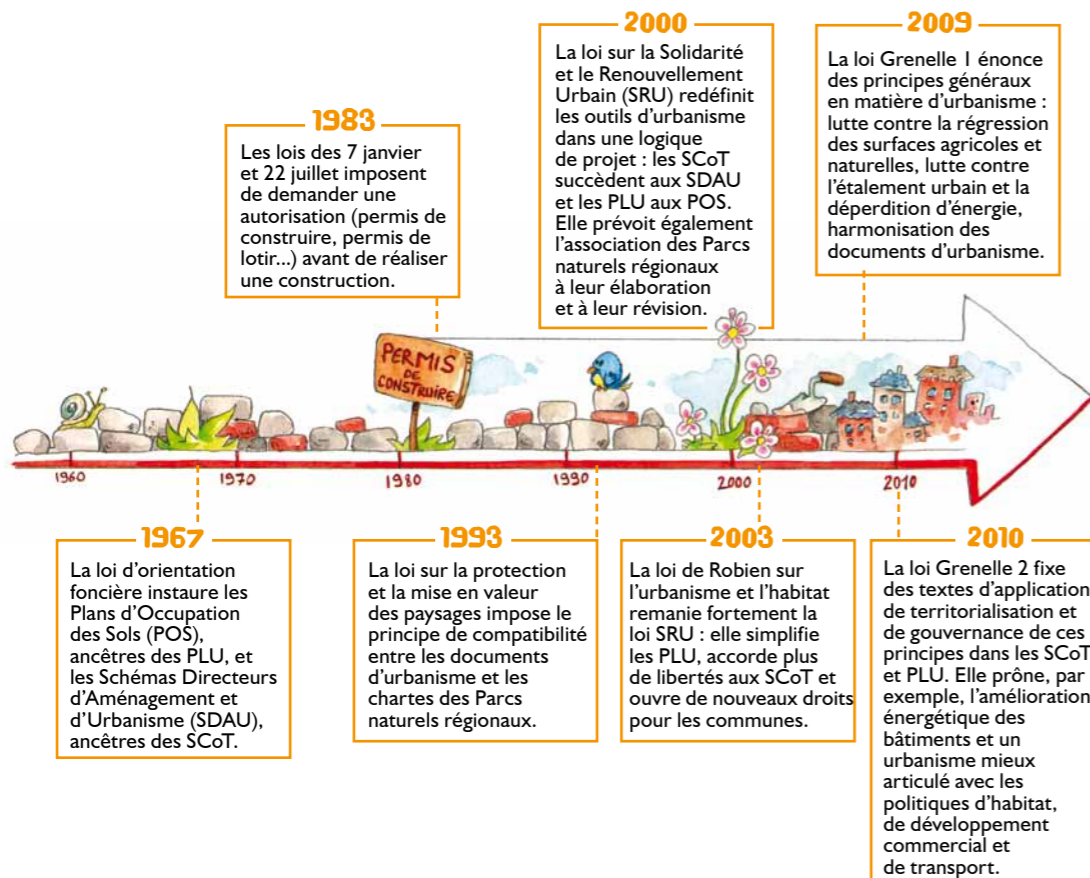 2000
La loi sur la Solidarité
et le Renouvellement
Urbain (SRU) redéfinit
les outils d’urbanisme
dans une logique
de projet : les SCoT
succèdent aux SDAU
et les PLU aux POS.
Elle prévoit également
l’association des Parcs
naturels régionaux
à leur élaboration
et à leur révision.
2009
La loi Grenelle 1 énonce
des principes généraux
en matière d’urbanisme :
lutte contre la régression
des surfaces agricoles et
naturelles, lutte contre
l’étalement urbain et la
déperdition d’énergie,
harmonisation des
documents d’urbanisme.
1983
Les lois des 7 janvier
et 22 juillet imposent
de demander une
autorisation (permis de
construire, permis de
lotir...) avant de réaliser
une construction.
PERMIS
DE
CONSTRUIRE
1960
1970
1980
1990
2000
2010
1967
La loi d’orientation
foncière instaure les
Plans d’Occupation
des Sols (POS),
ancêtres des PLU, et
les Schémas Directeurs
d’Aménagement et
d’Urbanisme (SDAU),
ancêtres des SCoT.
1993
La loi sur la protection
et la mise en valeur
des paysages impose le
principe de compatibilité
entre les documents
d’urbanisme et les
chartes des Parcs
naturels régionaux.
2003
La loi de Robien sur
l’urbanisme et l’habitat
remanie fortement la
loi SRU : elle simplifie
les PLU, accorde plus
de libertés aux SCoT et
ouvre de nouveaux droits
pour les communes.
2010
La loi Grenelle 2 fixe
des textes d’application
de territorialisation et
de gouvernance de ces
principes dans les SCoT
et PLU. Elle prône, par
exemple, l’amélioration
énergétique des
bâtiments et un
urbanisme mieux
articulé avec les
politiques d’habitat,
de développement
commercial et
de transport.